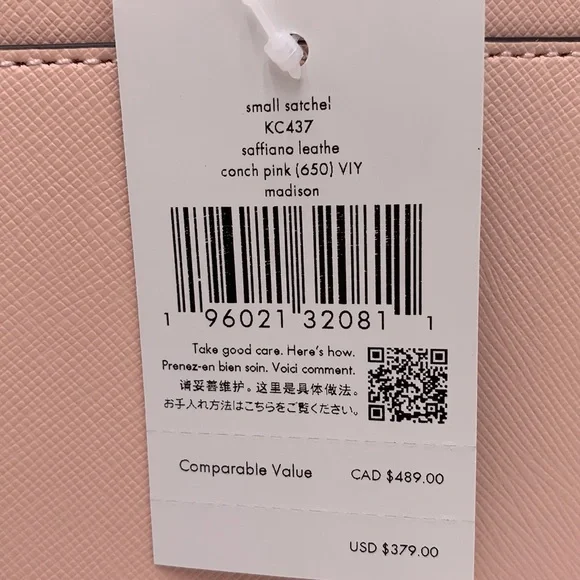 small satchel
KC437
saffiano leathe
conch pink (650) VIY
madison
1 96021 32081 1
Take good care. Here's how.
Prenez-en bien soin. Voici comment.
请妥善维护。这里是具体做法。
お手入れ方法はこちらをご覧ください。
Comparable Value CAD $489.00
USD $379.00